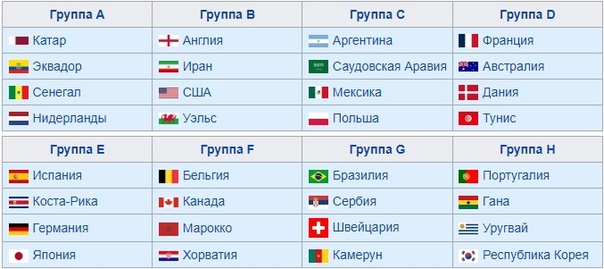 Группа A Группа B Группа C Группа D
Катар Англия Аргентина Франция
Эквадор Иран Саудовская Аравия Австралия
Сенегал США Мексика Дания
Нидерланды Уэльс Польша Тунис
Группа E Группа F Группа G Группа H
Испания Бельгия Бразилия Португалия
Коста-Рика Канада Сербия Гана
Германия Марокко Швейцария Уругвай
Япония Хорватия Камерун Республика Корея